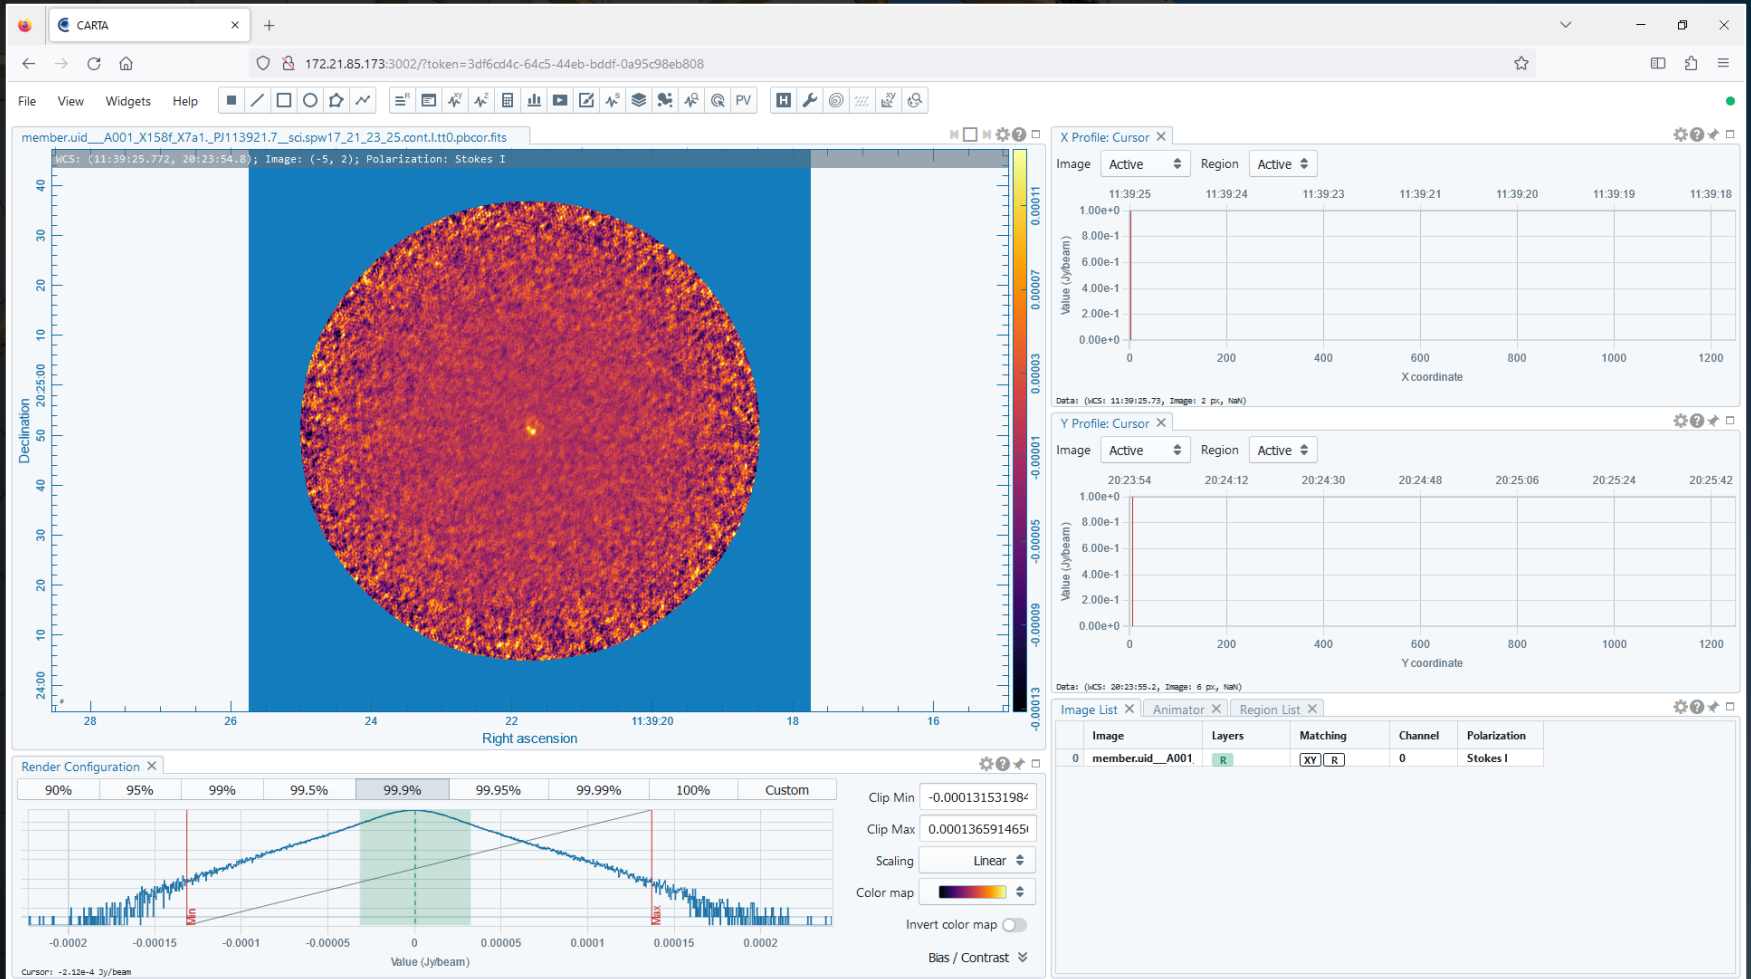 CARTA
172.21.85.173:3002/?token=3df6cd4c-64c5-44eb-bddf-0a95c98eb808
File View Widgets Help
R XY Z S PV H XY
member.uid___A001_X158f_X7a1._PJ113921.7__sci.spw17_21_23_25.cont.I.tt0.pbcor.fits
WCS: (11:39:25.772, 20:23:54.8); Image: (-5, 2); Polarization: Stokes I
40
30
20
10
20:25:00
50
40
30
20
10
24:00
Declination
28 26 24 22 11:39:20 18 16
Right ascension
0.00011
0.00007
0.00003
-0.00001
-0.00005
-0.00009
-0.00013
X Profile: Cursor
Image Active Region Active
11:39:25 11:39:24 11:39:23 11:39:21 11:39:20 11:39:19 11:39:18
1.00e+0
8.00e-1
6.00e-1
4.00e-1
2.00e-1
0.00e+0
Value (Jy/beam)
0 200 400 600 800 1000 1200
X coordinate
Data: (WCS: 11:39:25.73, Image: 2 px, NaN)
Y Profile: Cursor
Image Active Region Active
20:23:54 20:24:12 20:24:30 20:24:48 20:25:06 20:25:24 20:25:42
1.00e+0
8.00e-1
6.00e-1
4.00e-1
2.00e-1
0.00e+0
Value (Jy/beam)
0 200 400 600 800 1000 1200
Y coordinate
Data: (WCS: 20:23:55.2, Image: 6 px, NaN)
Image List Animator Region List
Image Layers Matching Channel Polarization
0 member.uid___A001_ R XY R 0 Stokes I
Render Configuration
90% 95% 99% 99.5% 99.9% 99.95% 99.99% 100% Custom
Min Max
-0.0002 -0.00015 -0.0001 -0.00005 0 0.00005 0.0001 0.00015 0.0002
Value (Jy/beam)
Cursor: -2.12e-4 Jy/beam
Clip Min -0.000131531984
Clip Max 0.000136591465
Scaling Linear
Color map
Invert color map
Bias / Contrast